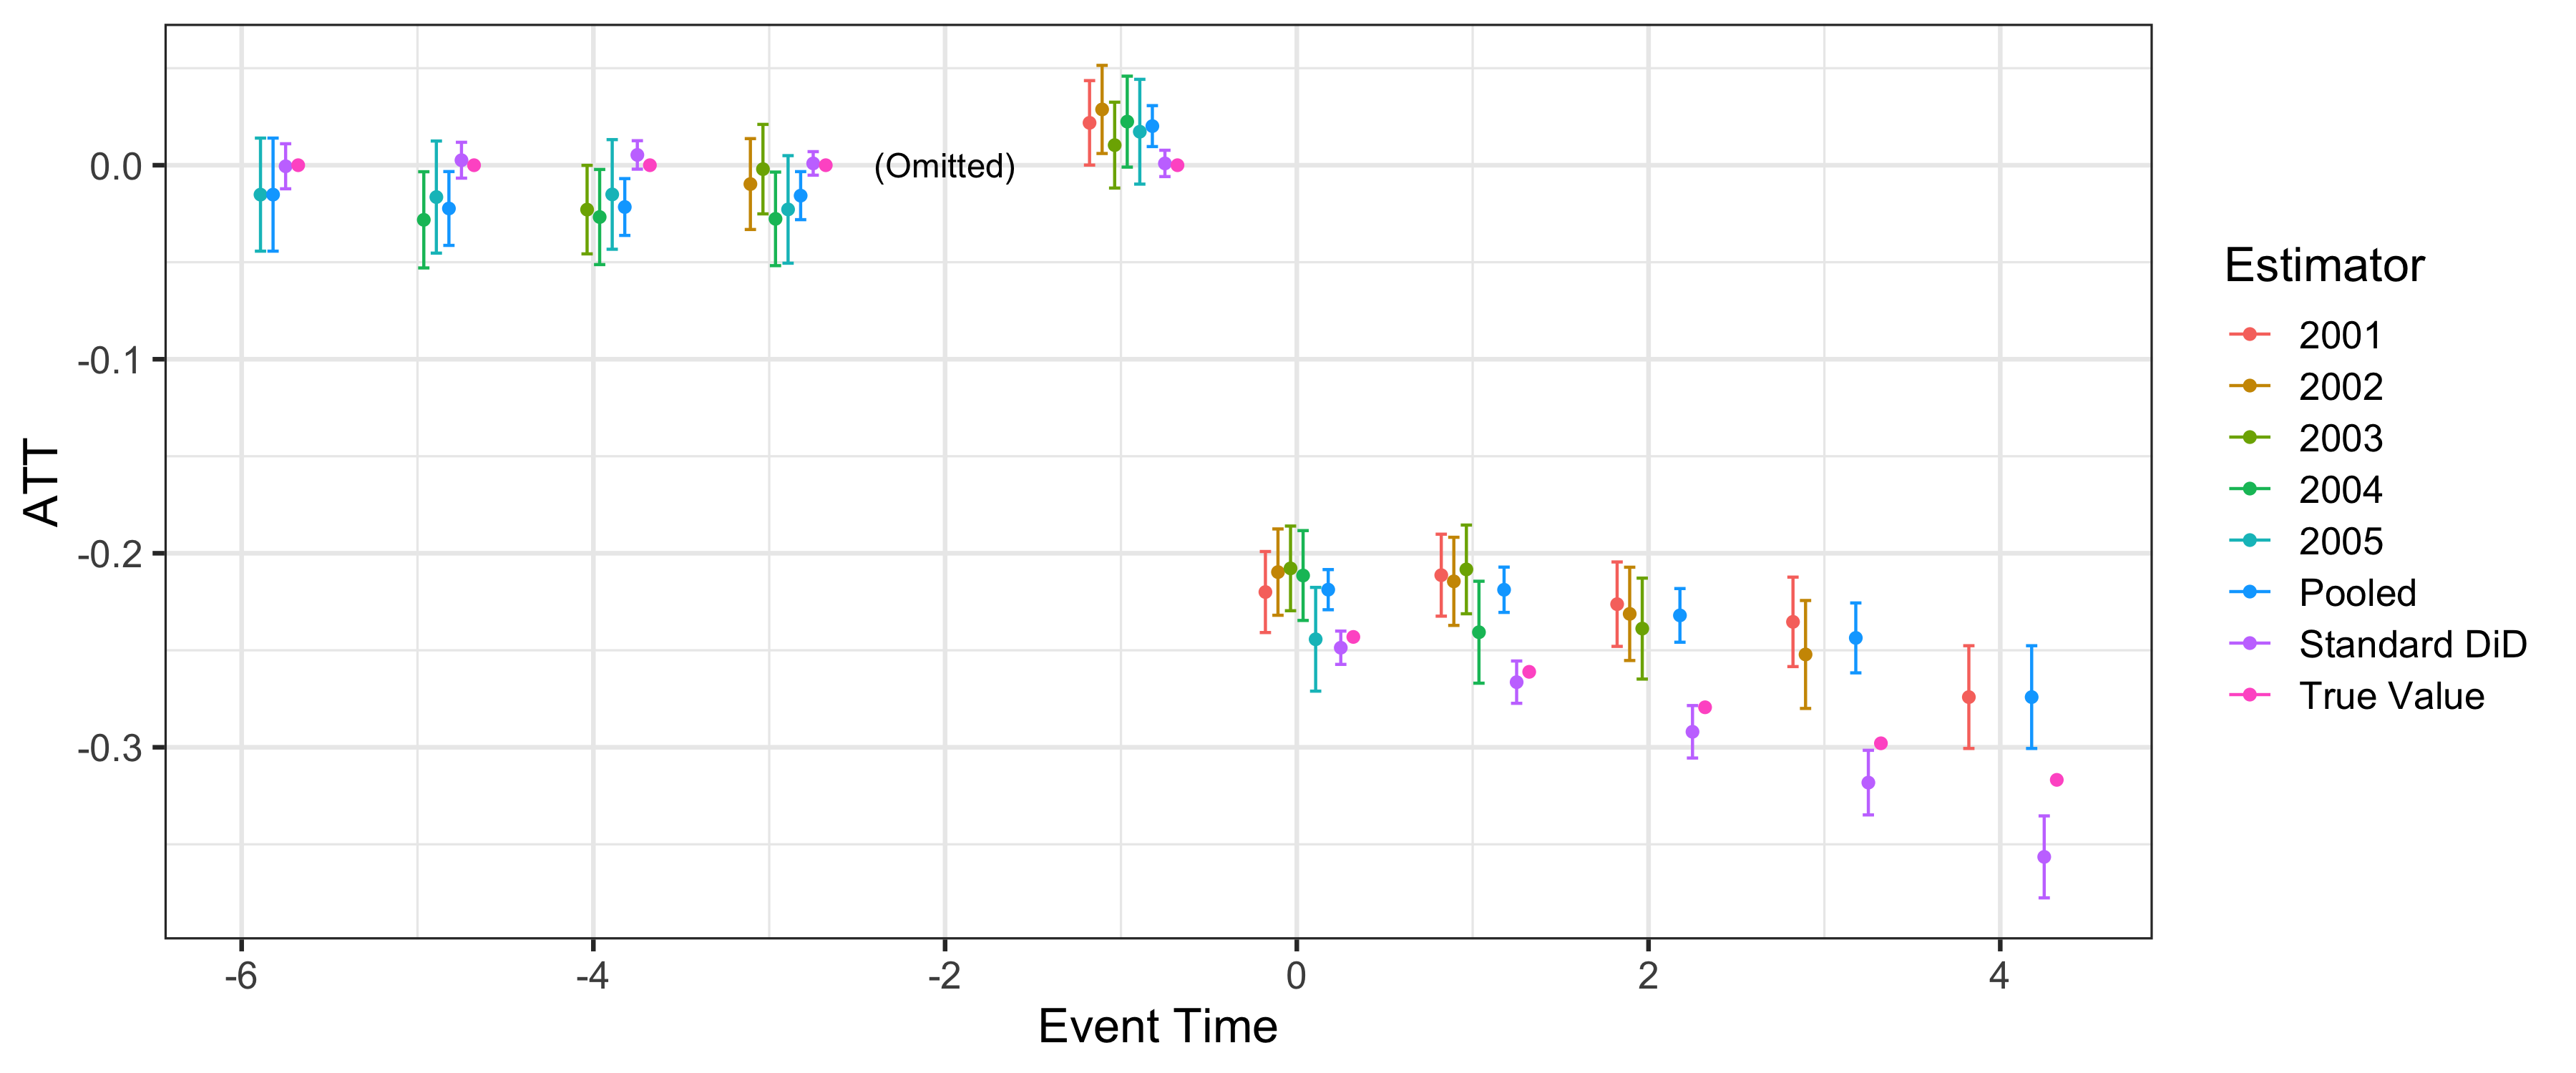 0.0
-0.1
-0.2
-0.3
ATT
(Omitted)
-6
-4
-2
0
2
4
Event Time
Estimator
2001
2002
2003
2004
2005
Pooled
Standard DiD
True Value